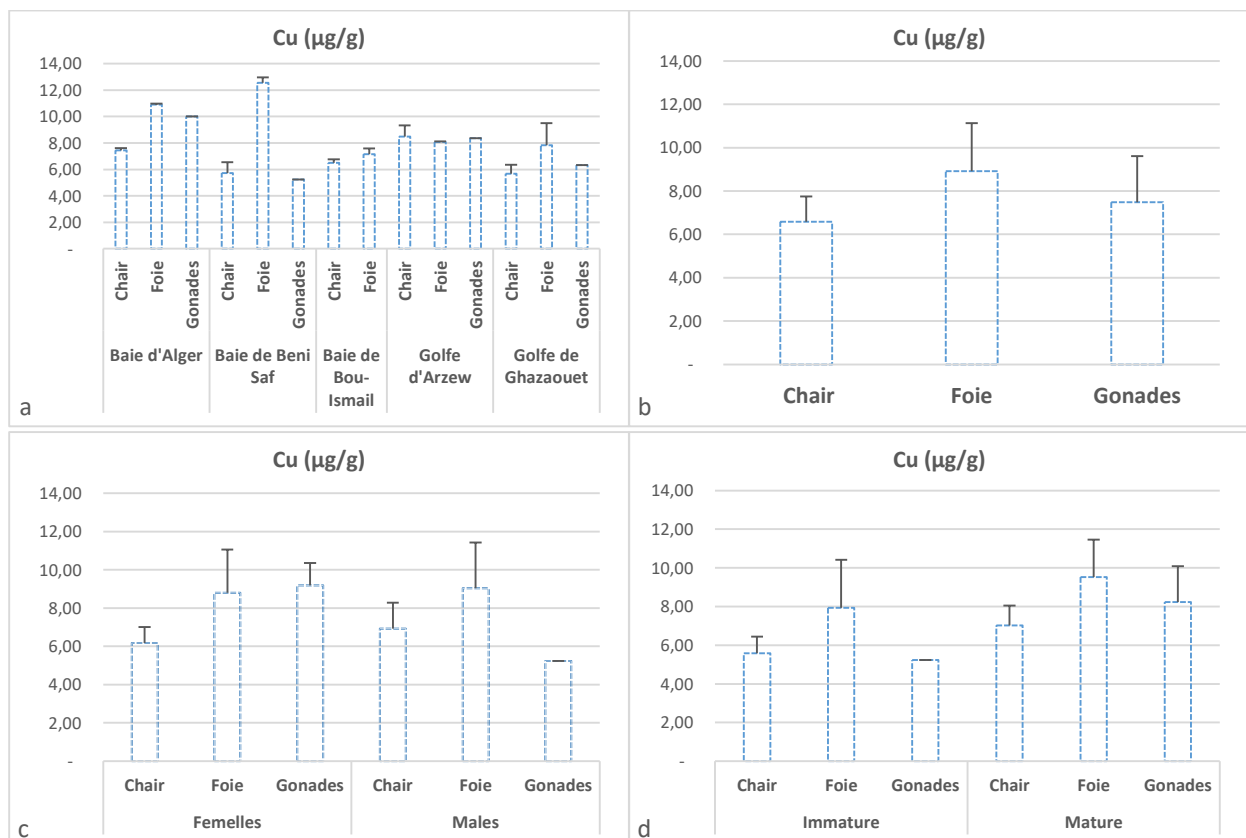 Cu (µg/g)
14,00
12,00
10,00
8,00
6,00
4,00
2,00
-
Chair
Foie
Gonades
Chair
Foie
Gonades
Chair
Foie
Chair
Foie
Gonades
Chair
Foie
Gonades
Baie d'Alger
Baie de Beni
Saf
Baie de
Bou-
Ismail
Golfe
d'Arzew
Golfe de
Ghazaouet
a
Cu (µg/g)
14,00
12,00
10,00
8,00
6,00
4,00
2,00
-
Chair Foie Gonades
b
Cu (µg/g)
14,00
12,00
10,00
8,00
6,00
4,00
2,00
-
Chair Foie Gonades Chair Foie Gonades
Femelles Males
c
Cu (µg/g)
14,00
12,00
10,00
8,00
6,00
4,00
2,00
-
Chair Foie Gonades Chair Foie Gonades
Immature Mature
d